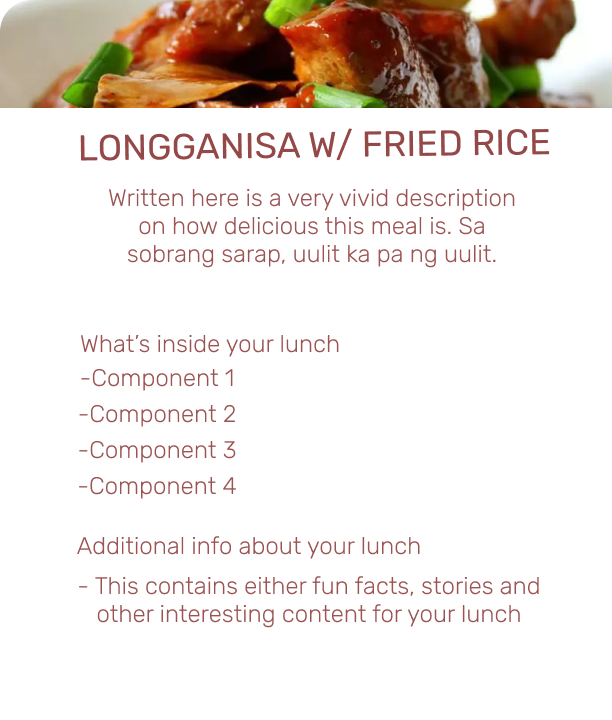 LONGGANISA W/ FRIED RICE
Written here is a very vivid description
on how delicious this meal is. Sa
sobrang sarap, uulit ka pa ng uulit.
What's inside your lunch
-Component 1
-Component 2
-Component 3
-Component 4
Additional info about your lunch
- This contains either fun facts, stories and
other interesting content for your lunch